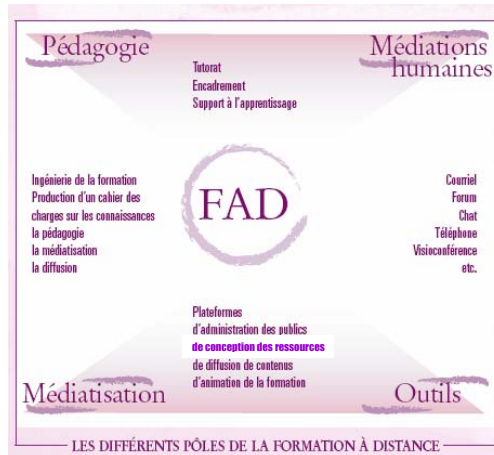 Pédagogie
Médiations
humaines
Tutorat
Encadrement
Support à l'apprentissage
Ingénierie de la formation
Production d'un cahier des
charges sur les connaissances
la pédagogie
la médiatisation
la diffusion
FAD
Courriel
Forum
Chat
Téléphone
Visioconférence
etc.
Plateformes
d'administration des publics
de conception des ressources
de diffusion de contenus
d'animation de la formation
Médiatisation
Outils
LES DIFFÉRENTS PÔLES DE LA FORMATION À DISTANCE